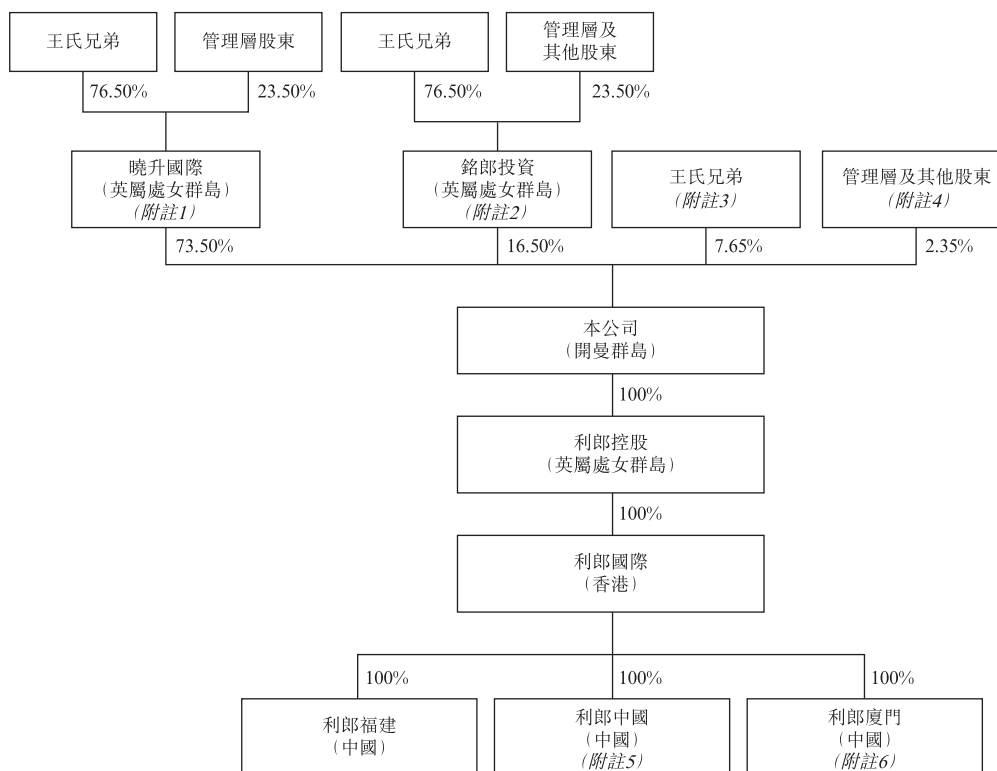 王氏兄弟
管理層股東
王氏兄弟
管理層及
其他股東
76.50%
23.50%
76.50%
23.50%
曉升國際
（英屬處女群島）
（附註1）
銘郎投資
（英屬處女群島）
（附註2）
王氏兄弟
（附註3）
管理層及其他股東
（附註4）
73.50%
16.50%
7.65%
2.35%
本公司
（開曼群島）
100%
利郎控股
（英屬處女群島）
100%
利郎國際
（香港）
100%
100%
100%
利郎福建
（中國）
利郎中國
（中國）
（附註5）
利郎廈門
（中國）
（附註6）